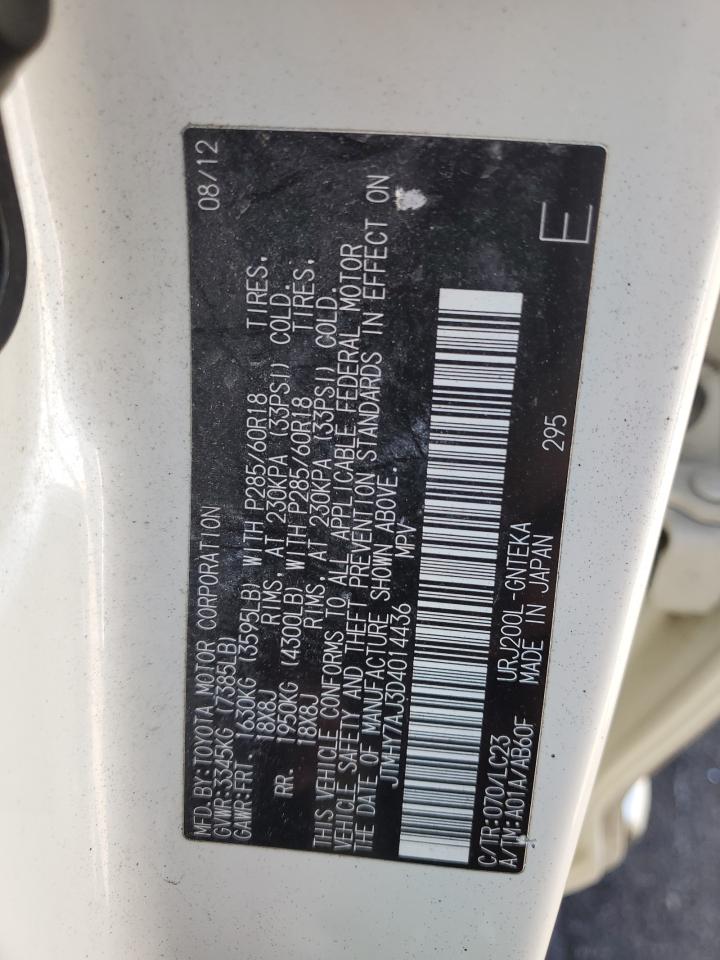 MFD. BY: TOYOTA MOTOR CORPORATION 08/12
GVWR: 3345KG (7385LB)
GAWR: FRT. 1630KG (3595LB) WITH P285/60R18 TIRES.
18X8J RIMS. AT 230KPA (33PSI) COLD.
RR. 1950KG (4300LB) WITH P285/60R18 TIRES.
18X8J RIMS, AT 230KPA (33PSI) COLD.
THIS VEHICLE CONFORMS TO ALL APPLICABLE FEDERAL MOTOR
VEHICLE SAFETY AND THEFT PREVENTION STANDARDS IN EFFECT ON
THE DATE OF MANUFACTURE SHOWN ABOVE.
JTMHY7AJ3D4014436 MPV
C/TR: 070/LC23 URJ200L-GNTEKA 295 E
A/TM: A01A/AB60F MADE IN JAPAN